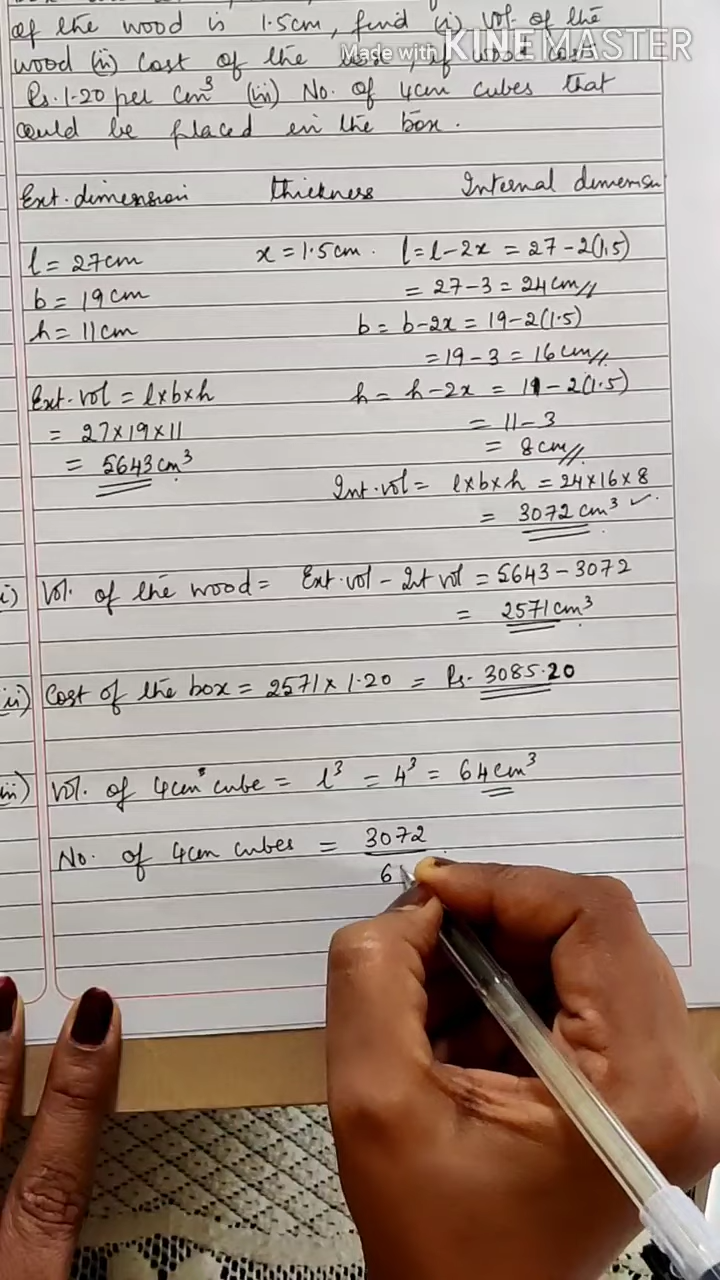 of the wood is 1.5cm, find (i) Vol. of the
wood (ii) Cost of the box, if wood costs
Made with KINEMASTER
Rs. 1.20 per cm³ (iii) No. of 4cm cubes that
could be placed in the box.
Ext. dimension thickness Internal dimensi
l = 27cm x = 1.5cm. l = l-2x = 27-2(1.5)
= 27-3 = 24cm//
b = 19cm
h = 11cm b = b-2x = 19-2(1.5)
= 19-3 = 16cm//
Ext. vol = l×b×h h = h-2x = 11-2(1.5)
= 27×19×11 = 11-3
= 5643cm³ = 8cm//
Int. vol = l×b×h = 24×16×8
= 3072 cm³ ✓
i) Vol. of the wood = Ext. vol - Int vol = 5643-3072
= 2571cm³
ii) Cost of the box = 2571 × 1.20 = Rs. 3085.20
iii) Vol. of 4cm cube = l³ = 4³ = 64cm³
No. of 4cm cubes = 3072
6